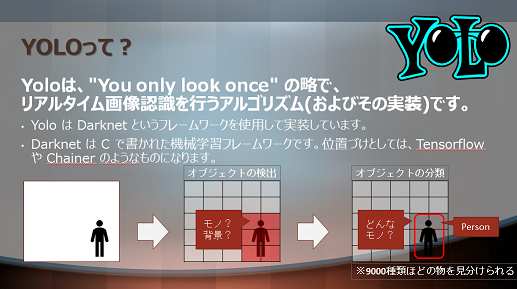 YOLOって？
YOLO
Yoloは、"You only look once" の略で、
リアルタイム画像認識を行うアルゴリズム(およびその実装)です。
• Yolo は Darknet というフレームワークを使用して実装しています。
• Darknet は C で書かれた機械学習フレームワークです。位置づけとしては、Tensorflow
や Chainer のようなものになります。
オブジェクトの検出
オブジェクトの分類
モノ？
背景？
どんな
モノ？
Person
※9000種類ほどの物を見分けられる